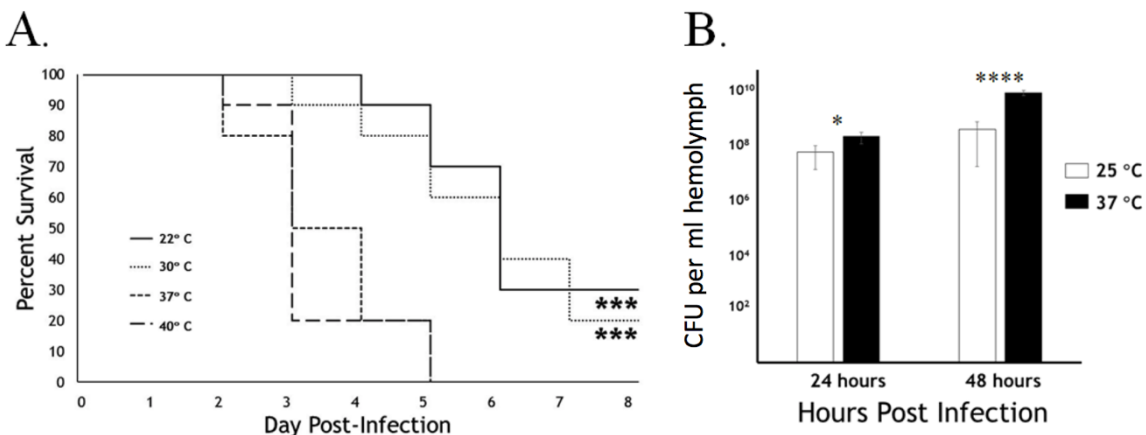 A.
100
90
80
70
60
50
40
30
20
10
0
Percent Survival
22° C
30° C
37° C
40° C
***
***
0 1 2 3 4 5 6 7 8
Day Post-Infection
B.
10¹⁰
10⁸
10⁶
10⁴
10²
CFU per ml hemolymph
*
****
25 °C
37 °C
24 hours 48 hours
Hours Post Infection